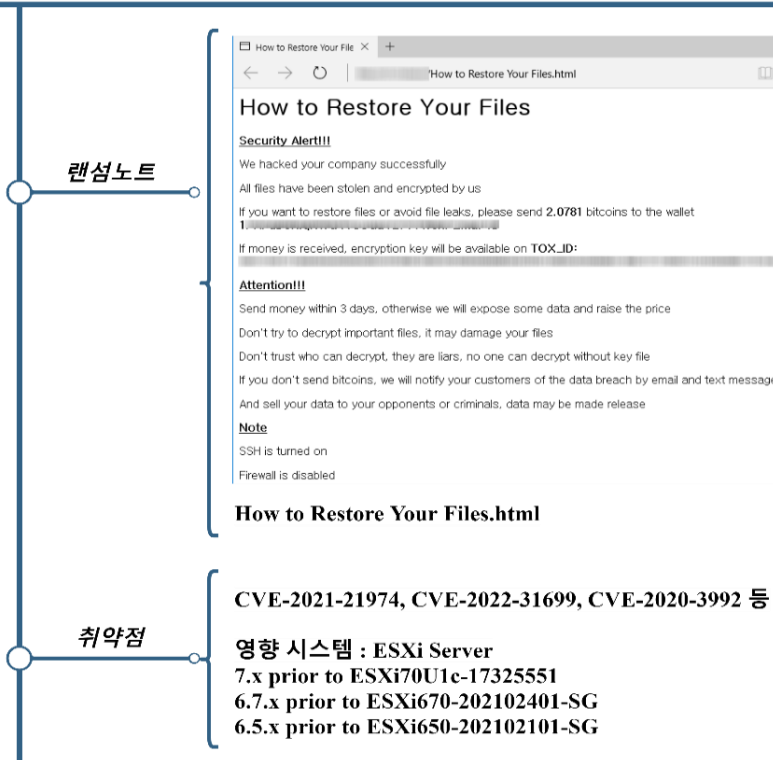 How to Restore Your File
/How to Restore Your Files.html
How to Restore Your Files
Security Alert!!!
We hacked your company successfully
All files have been stolen and encrypted by us
If you want to restore files or avoid file leaks, please send 2.0781 bitcoins to the wallet
If money is received, encryption key will be available on TOX_ID:
Attention!!!
Send money within 3 days, otherwise we will expose some data and raise the price
Don't try to decrypt important files, it may damage your files
Don't trust who can decrypt, they are liars, no one can decrypt without key file
If you don't send bitcoins, we will notify your customers of the data breach by email and text message
And sell your data to your opponents or criminals, data may be made release
Note
SSH is turned on
Firewall is disabled
랜섬노트
How to Restore Your Files.html
취약점
CVE-2021-21974, CVE-2022-31699, CVE-2020-3992 등
영향 시스템 : ESXi Server
7.x prior to ESXi70U1c-17325551
6.7.x prior to ESXi670-202102401-SG
6.5.x prior to ESXi650-202102101-SG